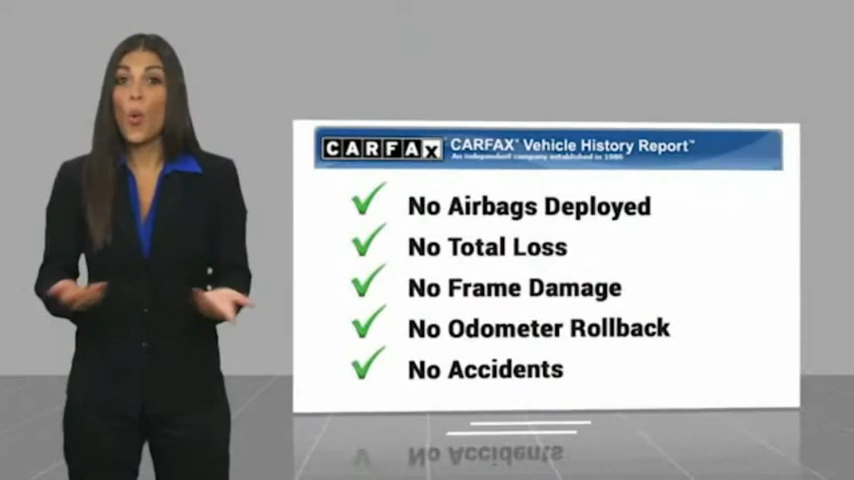 CARFAX
CARFAX™ Vehicle History Report™
An independent company established in 1986
No Airbags Deployed
No Total Loss
No Frame Damage
No Odometer Rollback
No Accidents
No Accidents